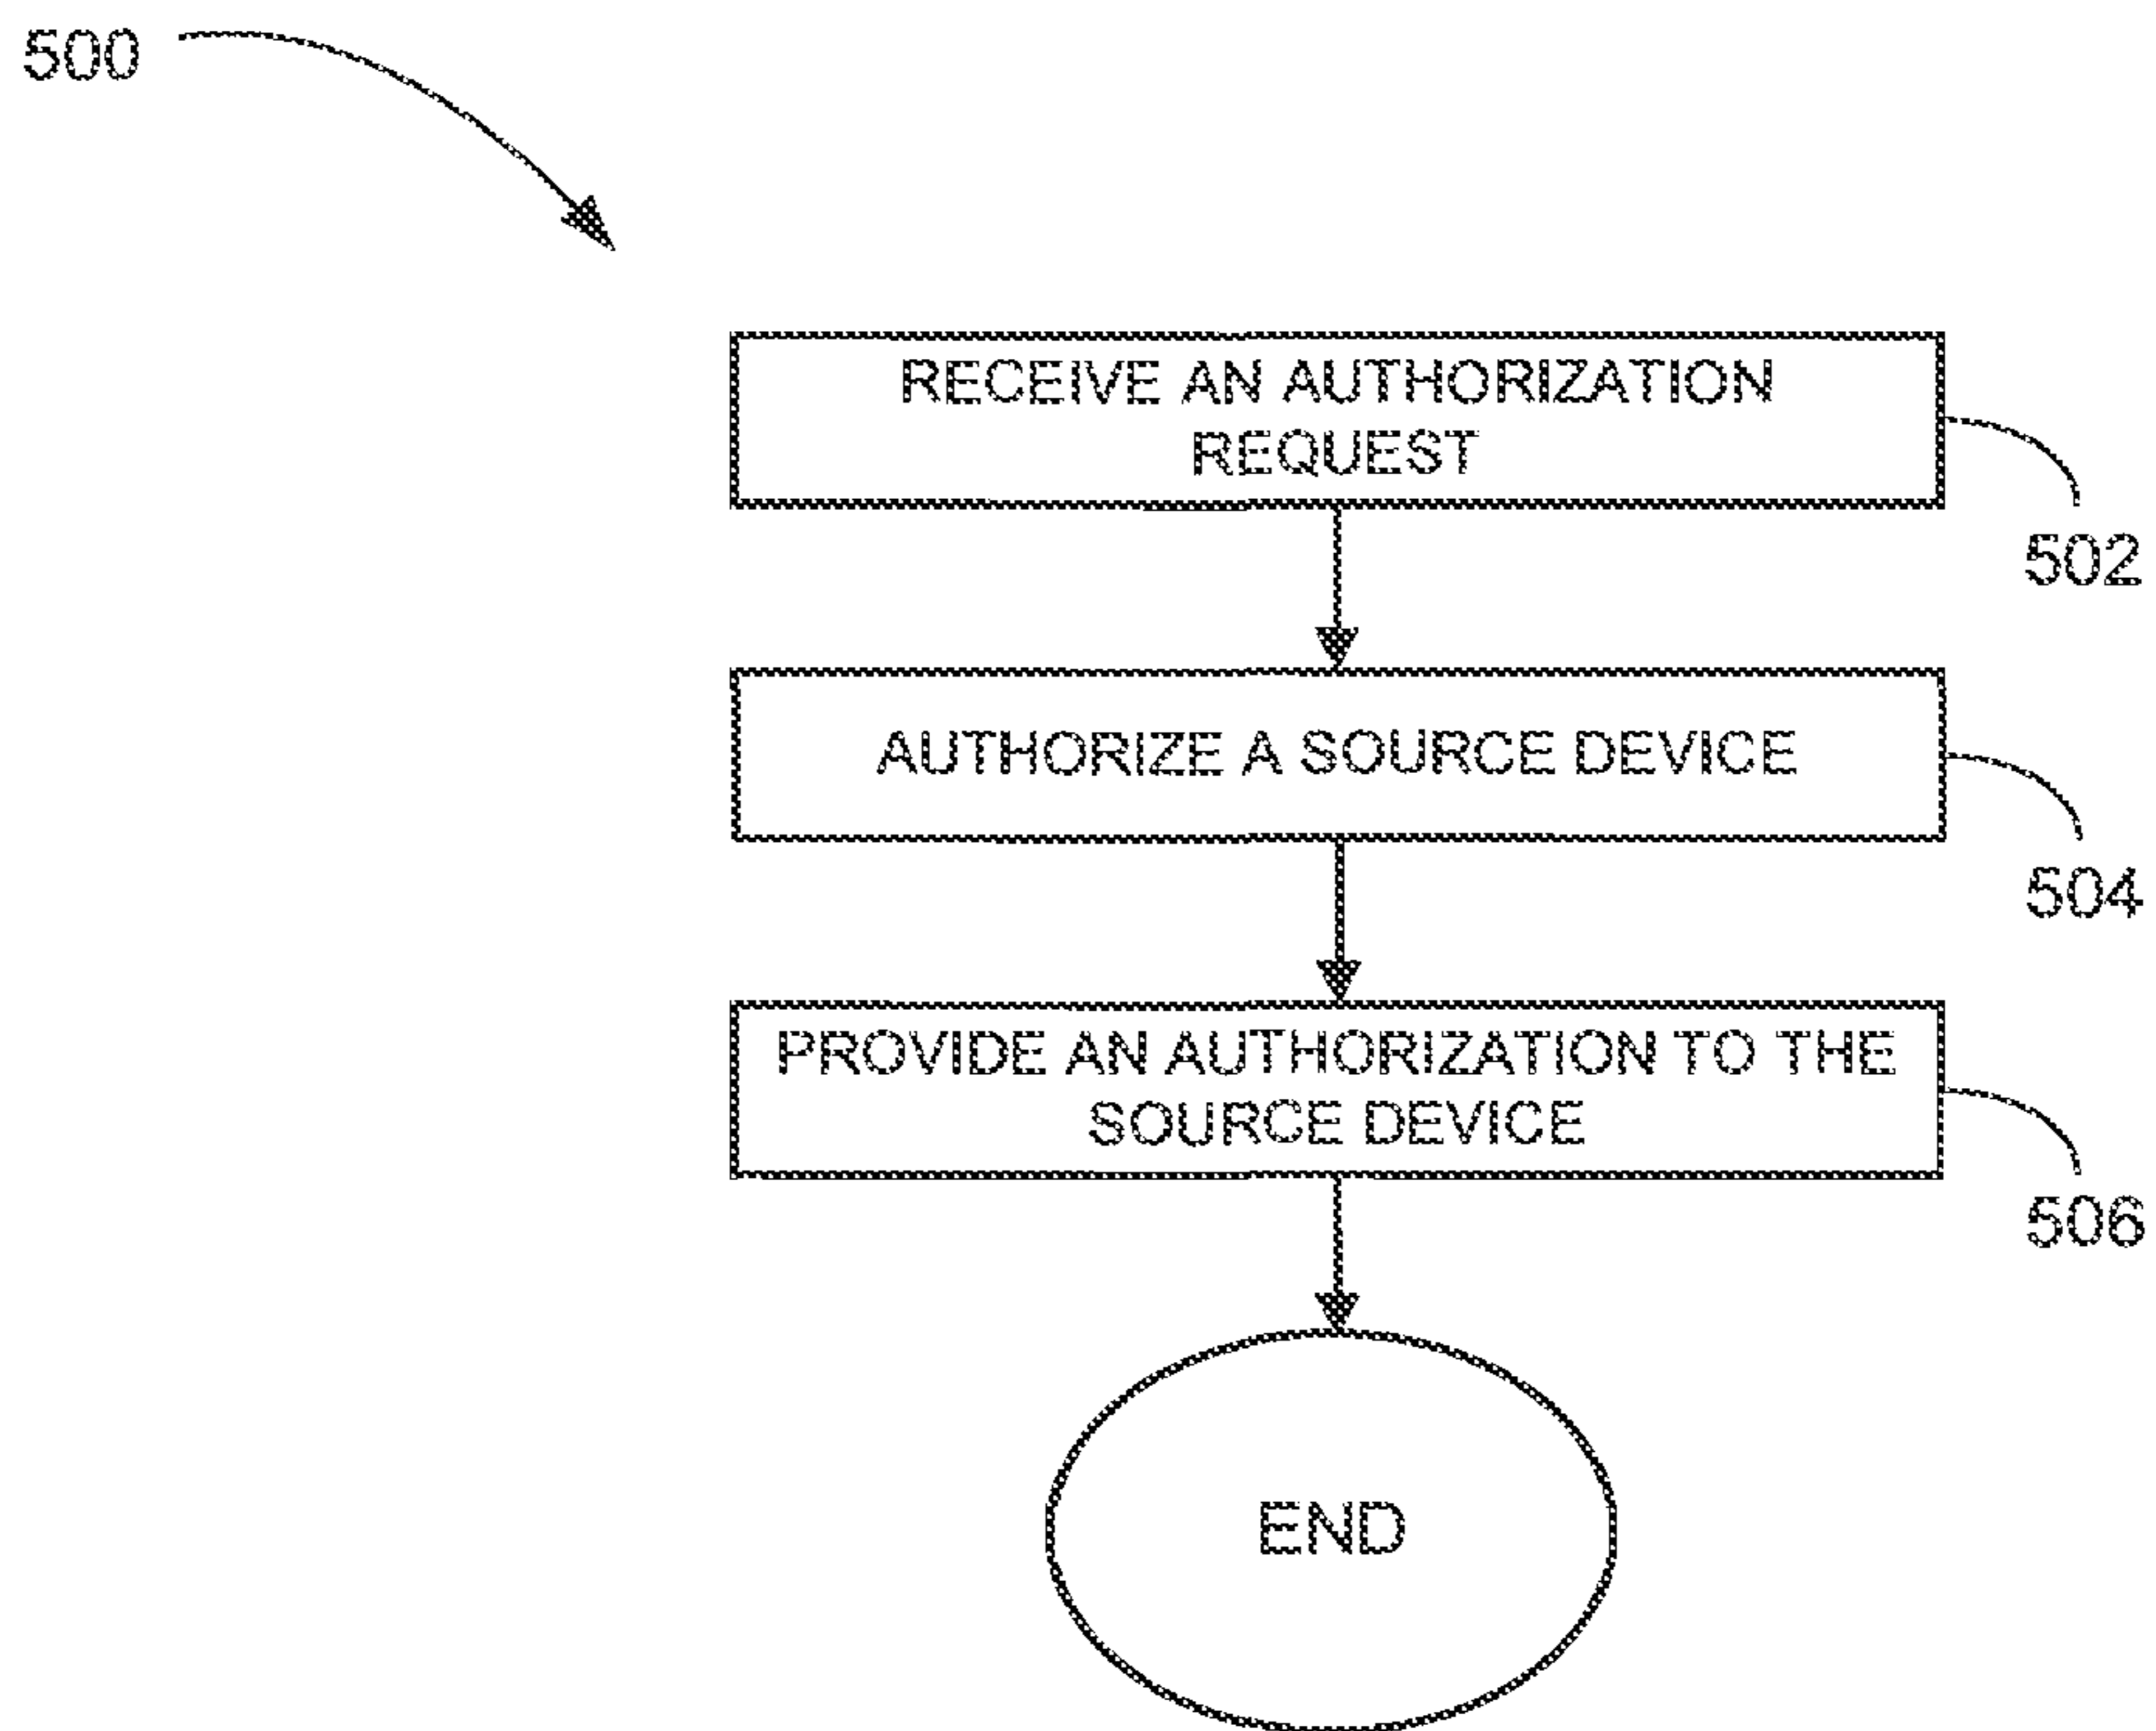 500
RECEIVE AN AUTHORIZATION
REQUEST
502
AUTHORIZE A SOURCE DEVICE
504
PROVIDE AN AUTHORIZATION TO THE
SOURCE DEVICE
506
END